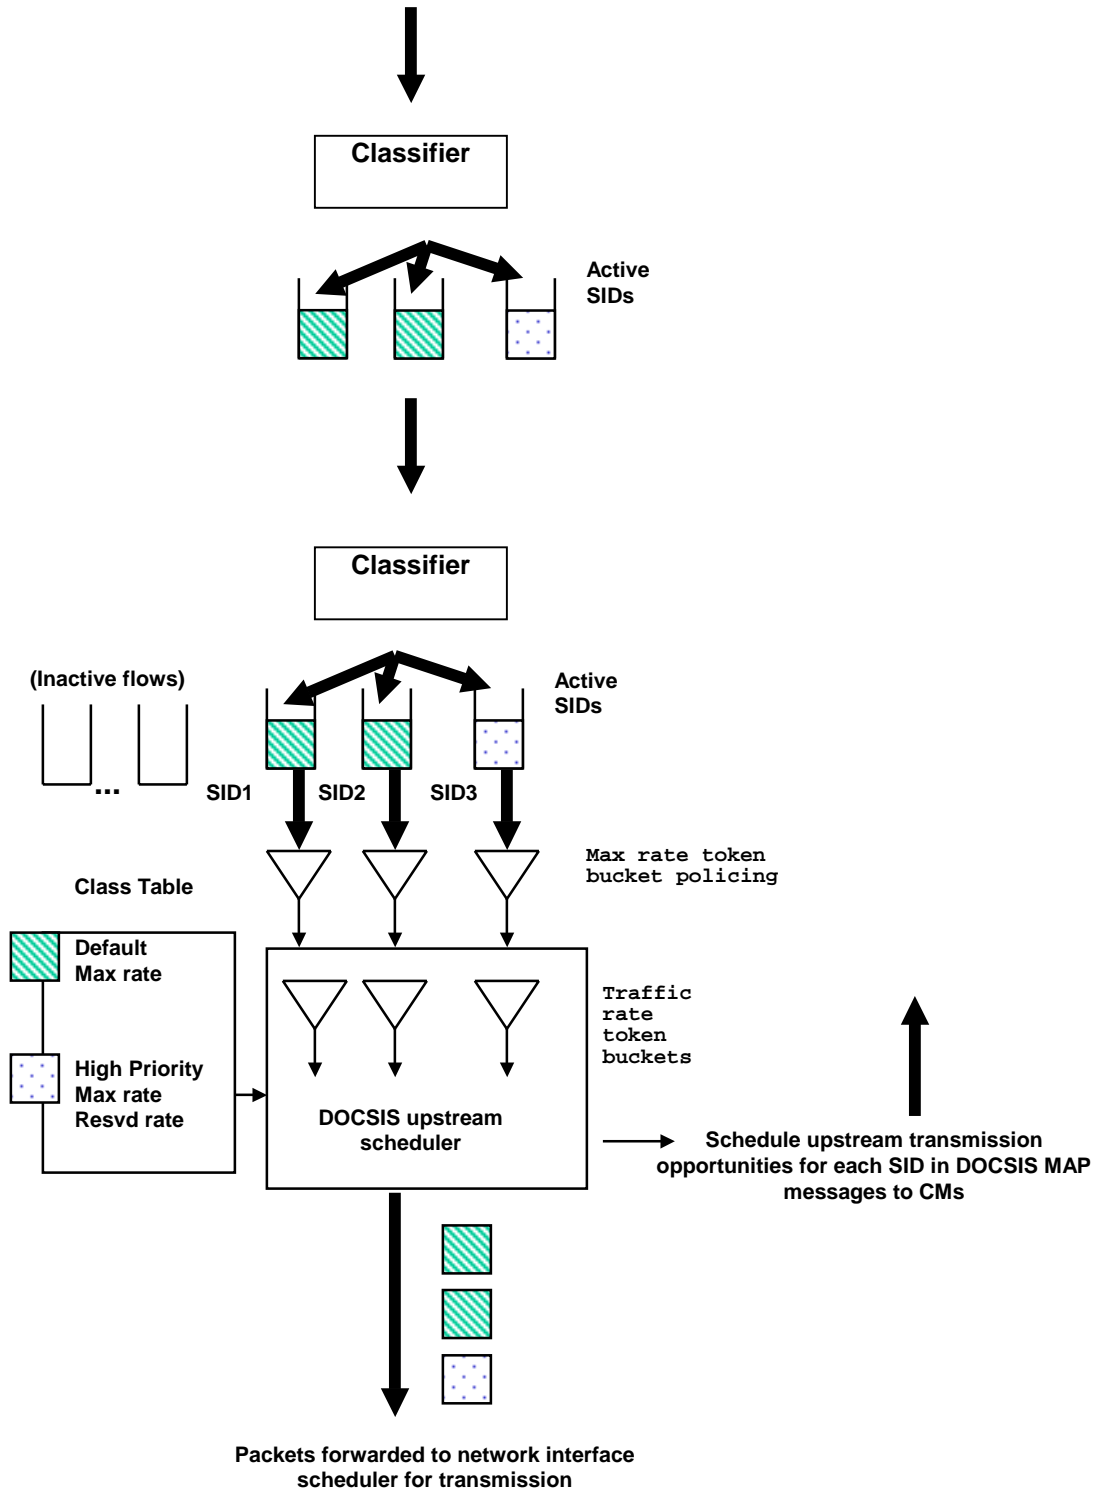 Classifier
Active
SIDs
Classifier
(Inactive flows)
Active
SIDs
...
SID1
SID2
SID3
Max rate token
bucket policing
Class Table
Default
Max rate
Traffic
rate
token
buckets
High Priority
Max rate
Resvd rate
DOCSIS upstream
scheduler
Schedule upstream transmission
opportunities for each SID in DOCSIS MAP
messages to CMs
Packets forwarded to network interface
scheduler for transmission